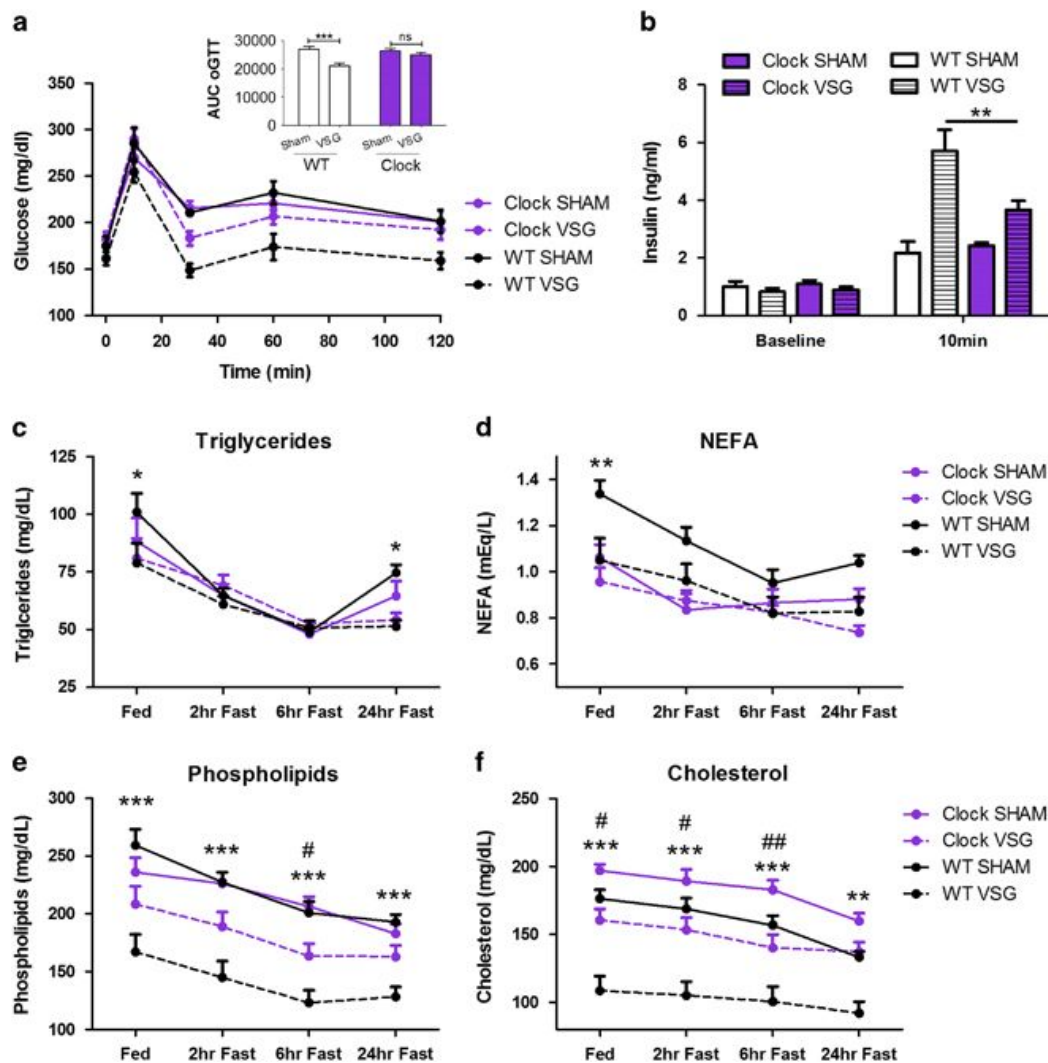 a
AUC oGTT
30000
20000
10000
0
***
ns
Sham VSG Sham VSG
WT Clock
Glucose (mg/dl)
350
300
250
200
150
100
0 20 40 60 80 100 120
Time (min)
Clock SHAM
Clock VSG
WT SHAM
WT VSG
b
Clock SHAM WT SHAM
Clock VSG WT VSG
Insulin (ng/ml)
8
6
4
2
0
**
Baseline 10min
c
Triglycerides
Triglcerides (mg/dL)
125
100
75
50
25
*
*
Fed 2hr Fast 6hr Fast 24hr Fast
d
NEFA
NEFA (mEq/L)
1.4
1.2
1.0
0.8
0.6
**
Fed 2hr Fast 6hr Fast 24hr Fast
Clock SHAM
Clock VSG
WT SHAM
WT VSG
e
Phospholipids
Phospholipids (mg/dL)
300
250
200
150
100
***
***
#
***
***
Fed 2hr Fast 6hr Fast 24hr Fast
f
Cholesterol
Cholesterol (mg/dL)
250
200
150
100
# # ##
*** *** *** **
Fed 2hr Fast 6hr Fast 24hr Fast
Clock SHAM
Clock VSG
WT SHAM
WT VSG